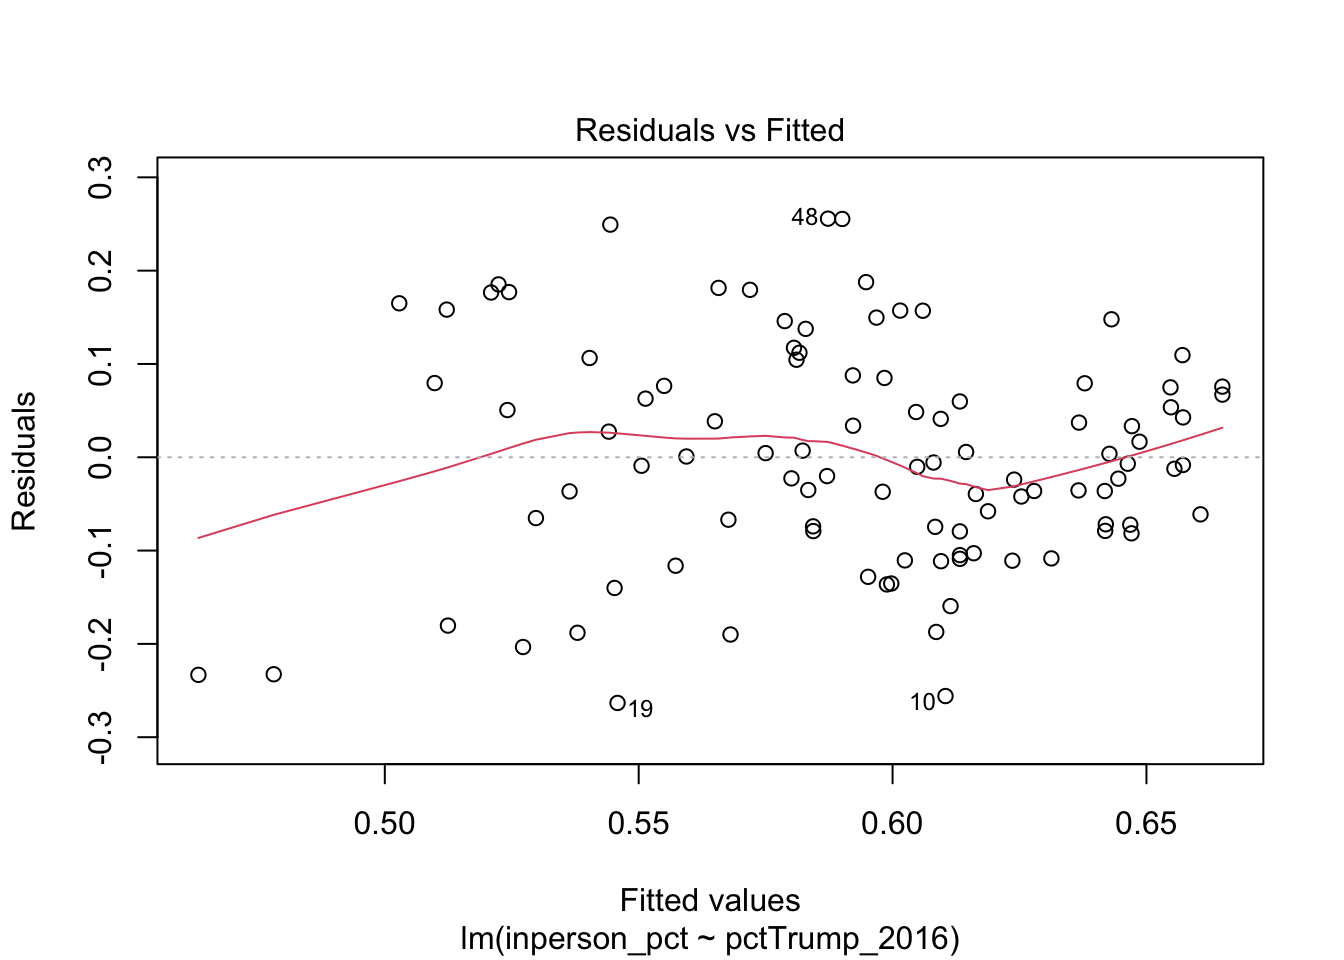 Residuals vs Fitted
Residuals
0.3
0.2
0.1
0.0
-0.1
-0.2
-0.3
48
19
10
0.50 0.55 0.60 0.65
Fitted values
lm(inperson_pct ~ pctTrump_2016)